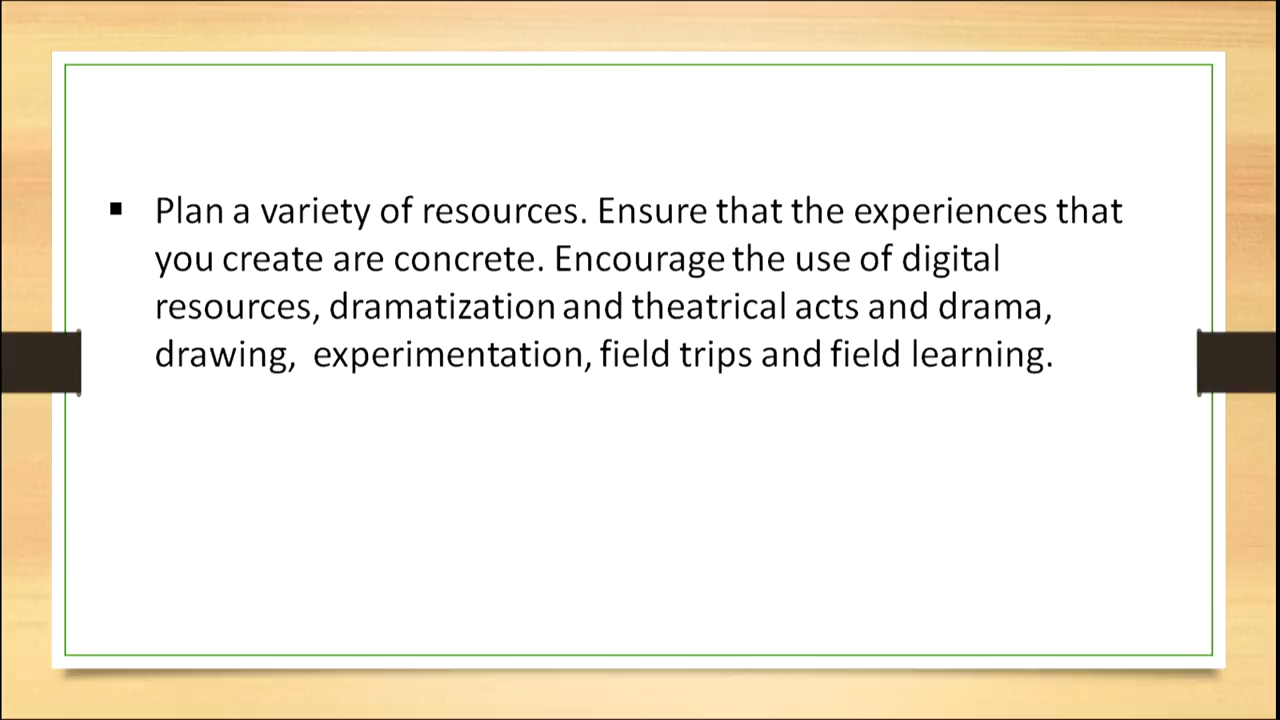 ▪ Plan a variety of resources. Ensure that the experiences that
you create are concrete. Encourage the use of digital
resources, dramatization and theatrical acts and drama,
drawing,  experimentation, field trips and field learning.